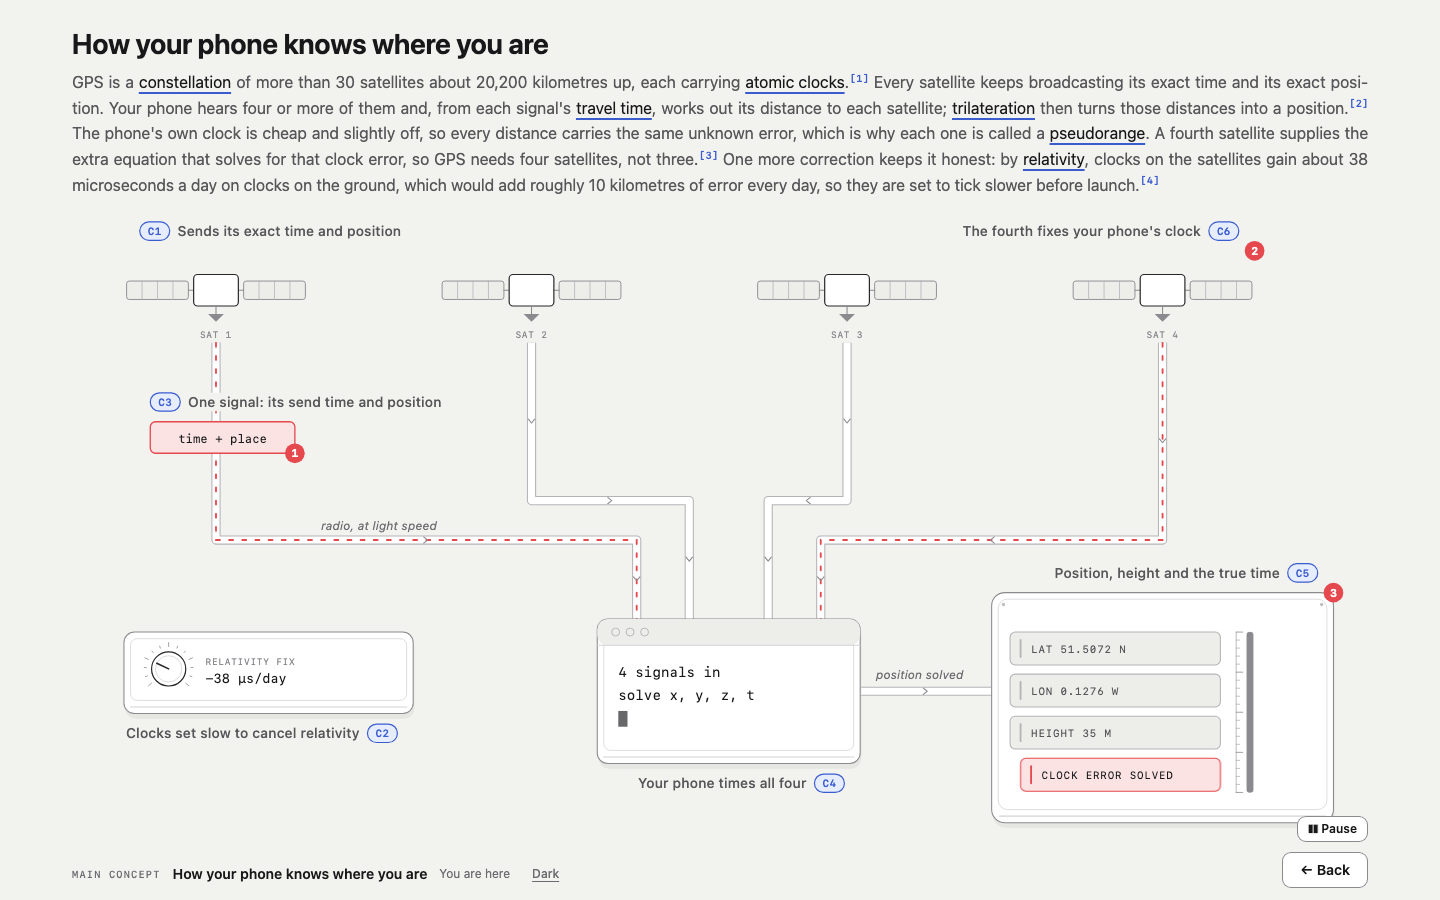 How your phone knows where you are
GPS is a constellation of more than 30 satellites about 20,200 kilometres up, each carrying atomic clocks.[1] Every satellite keeps broadcasting its exact time and its exact posi-
tion. Your phone hears four or more of them and, from each signal's travel time, works out its distance to each satellite; trilateration then turns those distances into a position.[2]
The phone's own clock is cheap and slightly off, so every distance carries the same unknown error, which is why each one is called a pseudorange. A fourth satellite supplies the
extra equation that solves for that clock error, so GPS needs four satellites, not three.[3] One more correction keeps it honest: by relativity, clocks on the satellites gain about 38
microseconds a day on clocks on the ground, which would add roughly 10 kilometres of error every day, so they are set to tick slower before launch.[4]
C1 Sends its exact time and position
The fourth fixes your phone's clock C6
2
SAT 1
SAT 2
SAT 3
SAT 4
C3 One signal: its send time and position
time + place
1
radio, at light speed
Position, height and the true time C5
3
RELATIVITY FIX
−38 µs/day
Clocks set slow to cancel relativity C2
4 signals in
solve x, y, z, t
Your phone times all four C4
position solved
LAT 51.5072 N
LON 0.1276 W
HEIGHT 35 M
CLOCK ERROR SOLVED
Pause
MAIN CONCEPT How your phone knows where you are You are here Dark
← Back